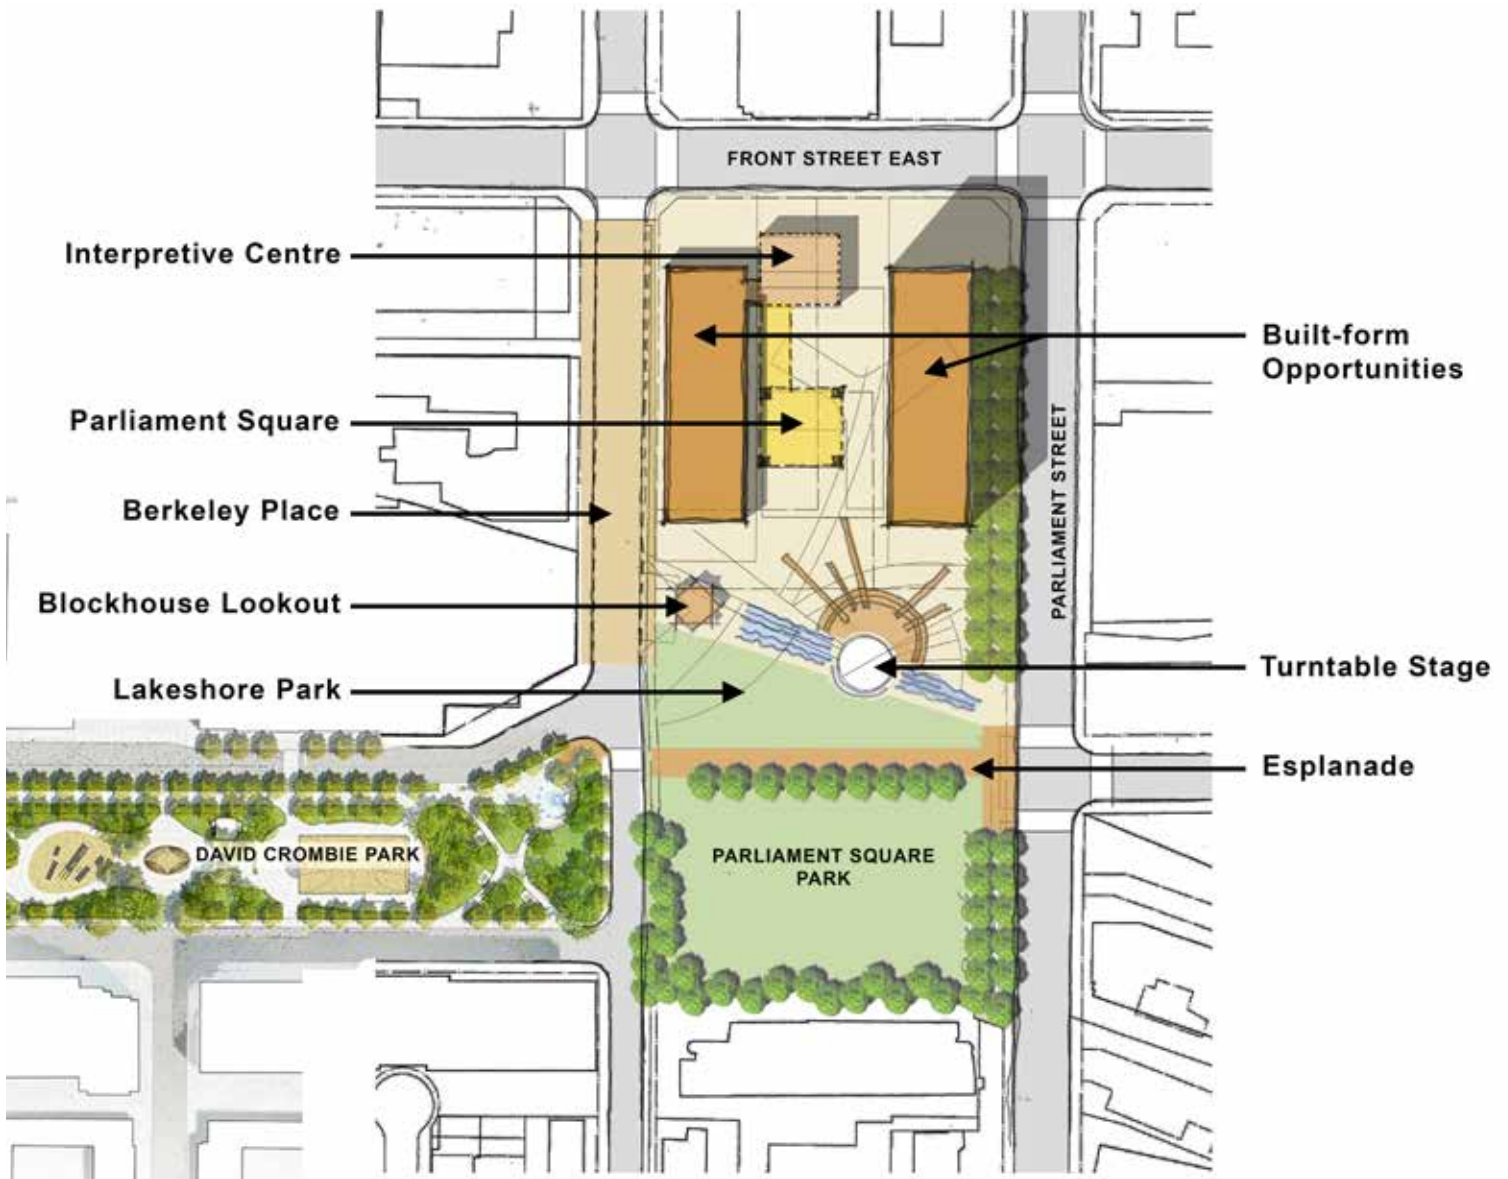 FRONT STREET EAST
Interpretive Centre
Built-form
Opportunities
Parliament Square
PARLIAMENT STREET
Berkeley Place
Blockhouse Lookout
Turntable Stage
Lakeshore Park
Esplanade
DAVID CROMBIE PARK
PARLIAMENT SQUARE
PARK